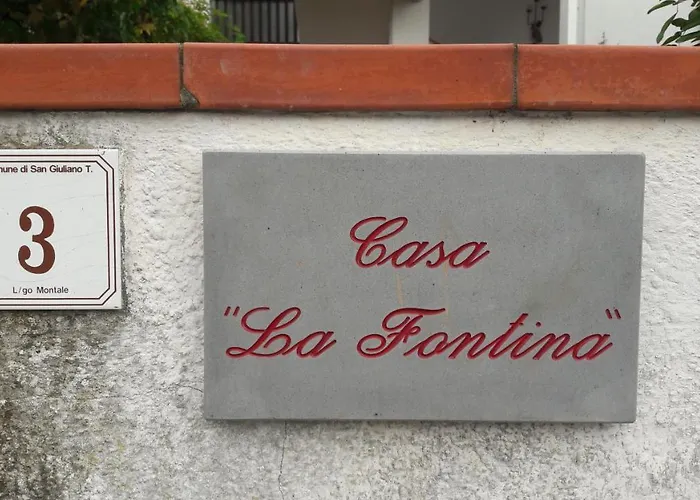 mune di San Giuliano T.
3
L/go Montale
Casa
"La Fontina"